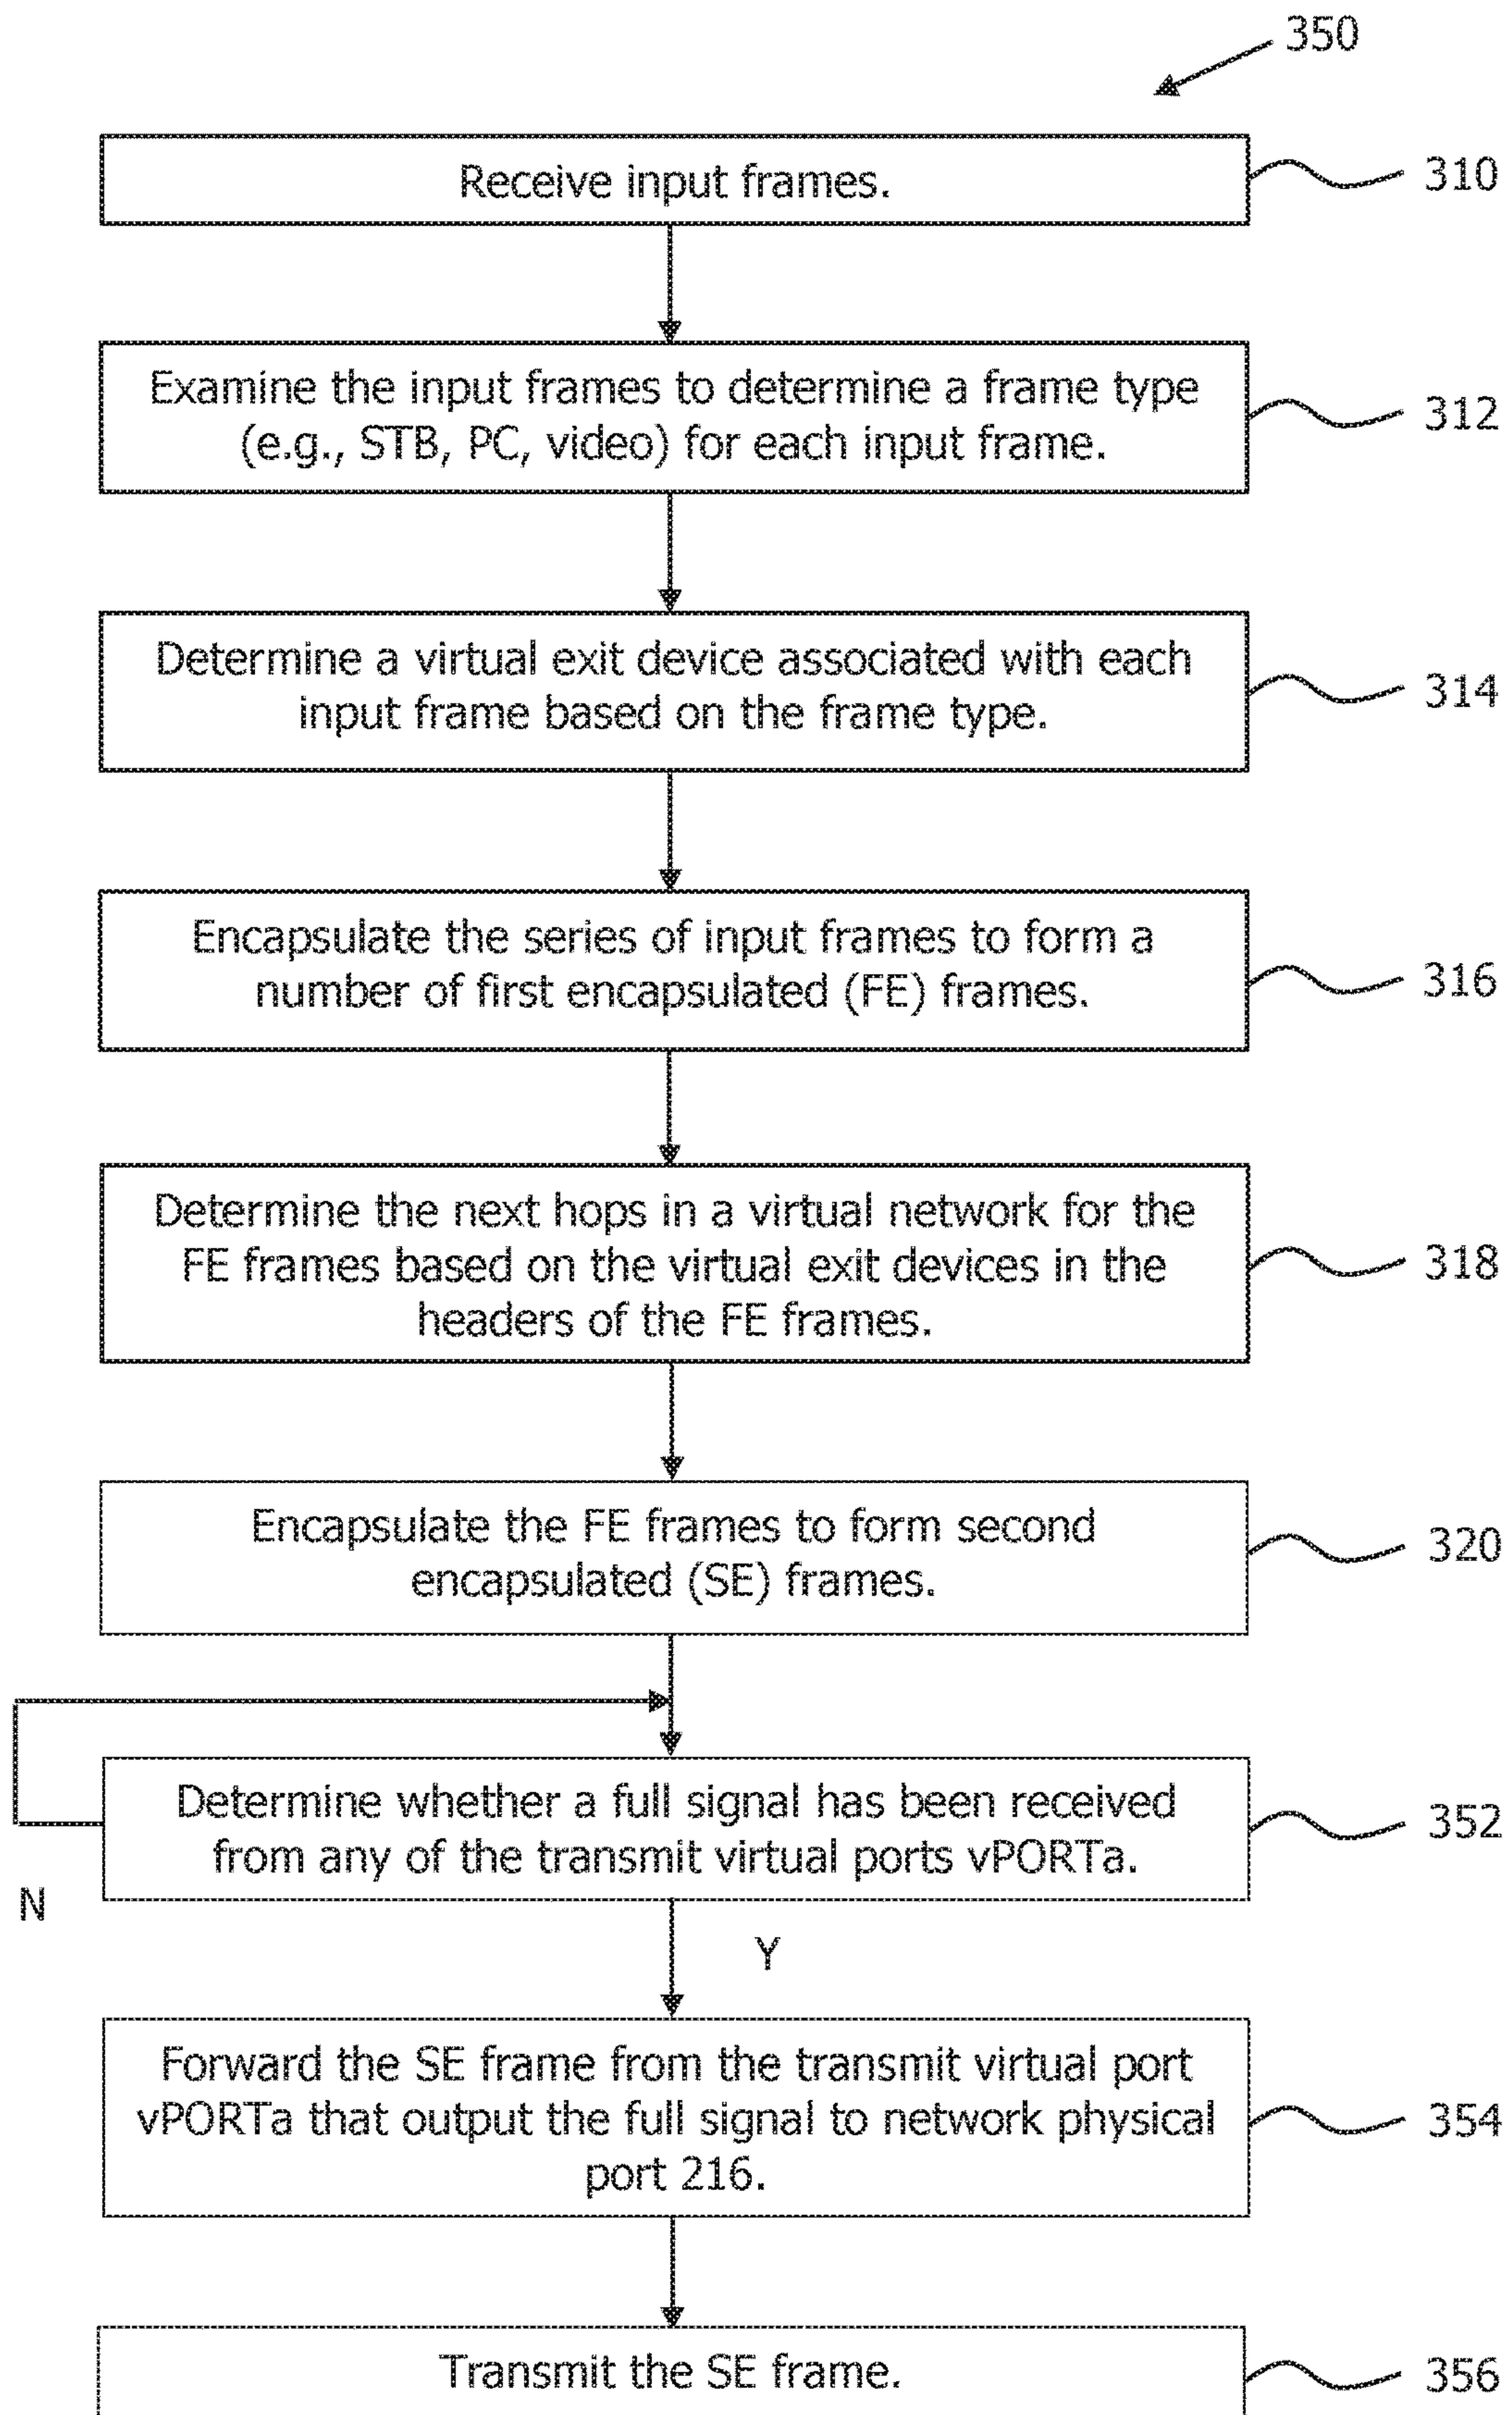 350
Receive input frames.
310
Examine the input frames to determine a frame type
(e.g., STB, PC, video) for each input frame.
312
Determine a virtual exit device associated with each
input frame based on the frame type.
314
Encapsulate the series of input frames to form a
number of first encapsulated (FE) frames.
316
Determine the next hops in a virtual network for the
FE frames based on the virtual exit devices in the
headers of the FE frames.
318
Encapsulate the FE frames to form second
encapsulated (SE) frames.
320
Determine whether a full signal has been received
from any of the transmit virtual ports vPORTa.
352
N
Y
Forward the SE frame from the transmit virtual port
vPORTa that output the full signal to network physical
port 216.
354
Transmit the SE frame.
356